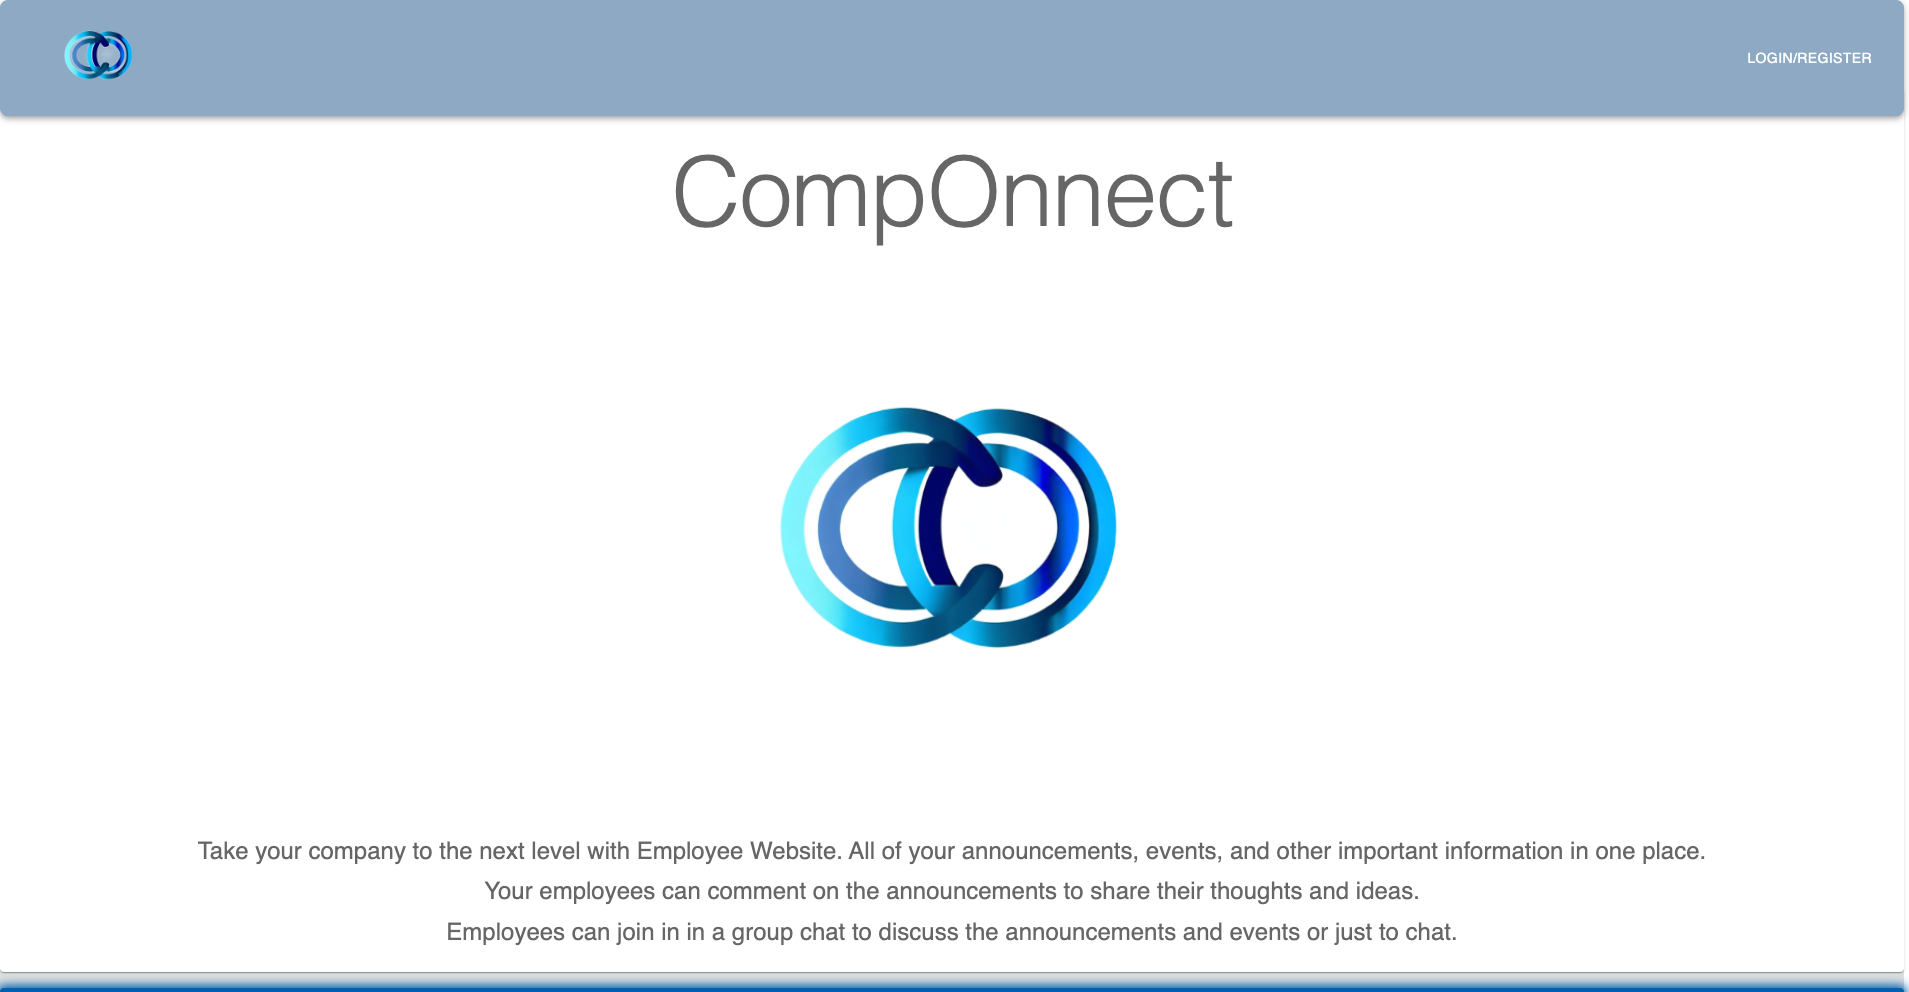 LOGIN/REGISTER
CompOnnect
Take your company to the next level with Employee Website. All of your announcements, events, and other important information in one place.
Your employees can comment on the announcements to share their thoughts and ideas.
Employees can join in in a group chat to discuss the announcements and events or just to chat.